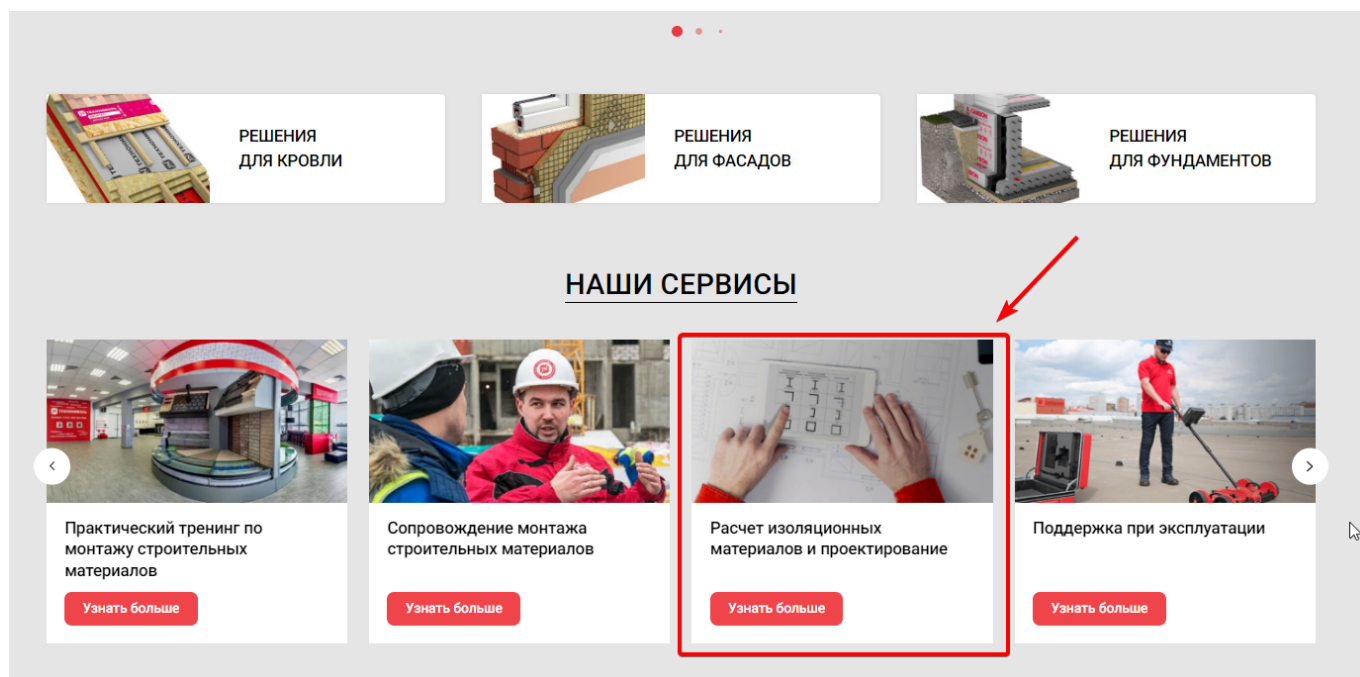 РЕШЕНИЯ
ДЛЯ КРОВЛИ
РЕШЕНИЯ
ДЛЯ ФАСАДОВ
РЕШЕНИЯ
ДЛЯ ФУНДАМЕНТОВ
НАШИ СЕРВИСЫ
Практический тренинг по
монтажу строительных
материалов
Узнать больше
Сопровождение монтажа
строительных материалов
Узнать больше
Расчет изоляционных
материалов и проектирование
Узнать больше
Поддержка при эксплуатации
Узнать больше